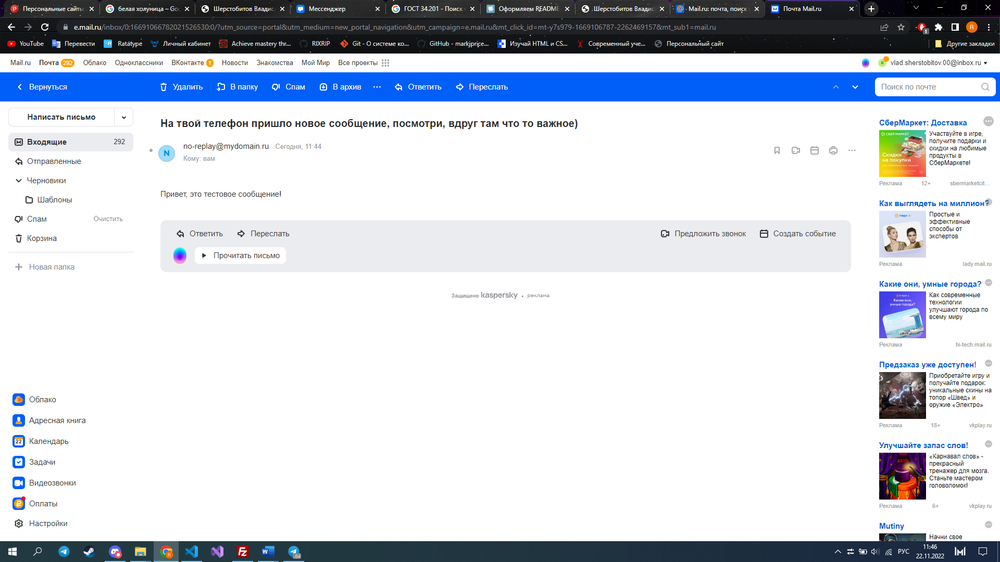 Персональные сайты
белая холуница – Goo
Шерстобитов Владис
Мессенджер
ГОСТ 34.201 - Поиск
Оформляем README
Шерстобитов Владис
Mail.ru: почта, поиск
Почта Mail.ru
e.mail.ru/inbox/0:16691066782021526530:0/?utm_source=portal&utm_medium=new_portal_navigation&utm_campaign=e.mail.ru&mt_click_id=mt-y7s979-1669106787-2262469157&mt_sub1=mail.ru
1
R
YouTube
Перевести
Ratatype
Личный кабинет
Achieve mastery thr...
RIXRIP
Git - О системе ко...
GitHub - markjprice...
Изучай HTML и CS...
Современный уче...
Персональный сайт
Другие закладки
Mail.ru
Почта 292
Облако
Одноклассники
ВКонтакте 1
Новости
Знакомства
Мой Мир
Все проекты
vlad.sherstobitov.00@inbox.ru
Вернуться
Удалить
В папку
Спам
В архив
Ответить
Переслать
Поиск по почте
Написать письмо
Входящие 292
Отправленные
Черновики
Шаблоны
Спам Очистить
Корзина
Новая папка
Облако
Адресная книга
22 Календарь
Задачи
Видеозвонки
Оплаты
Настройки
На твой телефон пришло новое сообщение, посмотри, вдруг там что то важное)
N
no-replay@mydomain.ru Сегодня, 11:44
Кому: вам
Привет, это тестовое сообщение!
Ответить Переслать Предложить звонок Создать событие
Прочитать письмо
Защищено kaspersky • реклама
СберМаркет: Доставка
СБЕР МАРКЕТ
Скидки
на покупки
Участвуйте в игре,
получите подарки и
скидки на любимые
продукты в
СберМаркете!
Реклама 12+ sbermarketcit...
Как выглядеть на миллион?
леди
Простые и
эффективные
способы от
экспертов
Реклама lady.mail.ru
Какие они, умные города?
Hi-tech
Какие они,
умные города?
Как современные
технологии
улучшают города по
всему миру
Реклама hi-tech.mail.ru
Предзаказ уже доступен!
Приобретайте игру и
получайте подарок:
уникальные скины на
топор «Швед» и
оружие «Электро»
Реклама 18+ vkplay.ru
Улучшайте запас слов!
«Карнавал слов» -
прекрасный
тренажер для мозга.
Станьте мастером
головоломок!
Реклама 6+ vkplay.ru
Mutiny
Начни свое
.04
РУС
11:46
22.11.2022